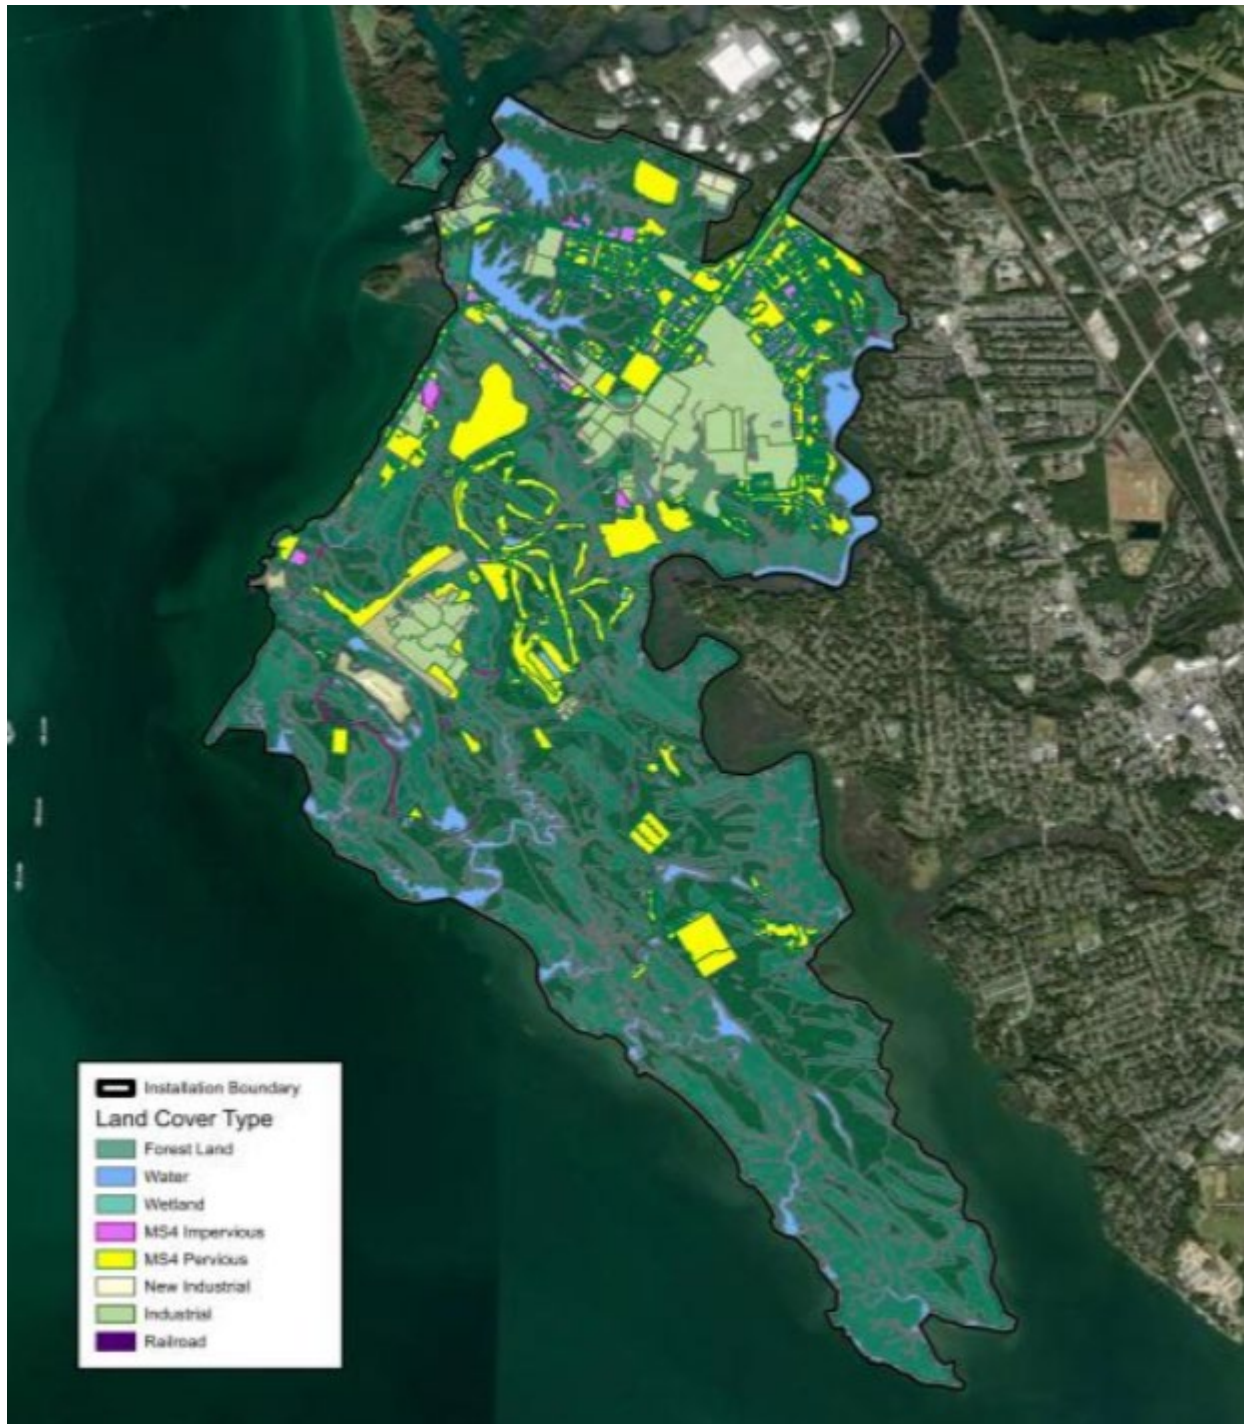 Installation Boundary
Land Cover Type
Forest Land
Water
Wetland
MS4 Impervious
MS4 Pervious
New Industrial
Industrial
Railroad